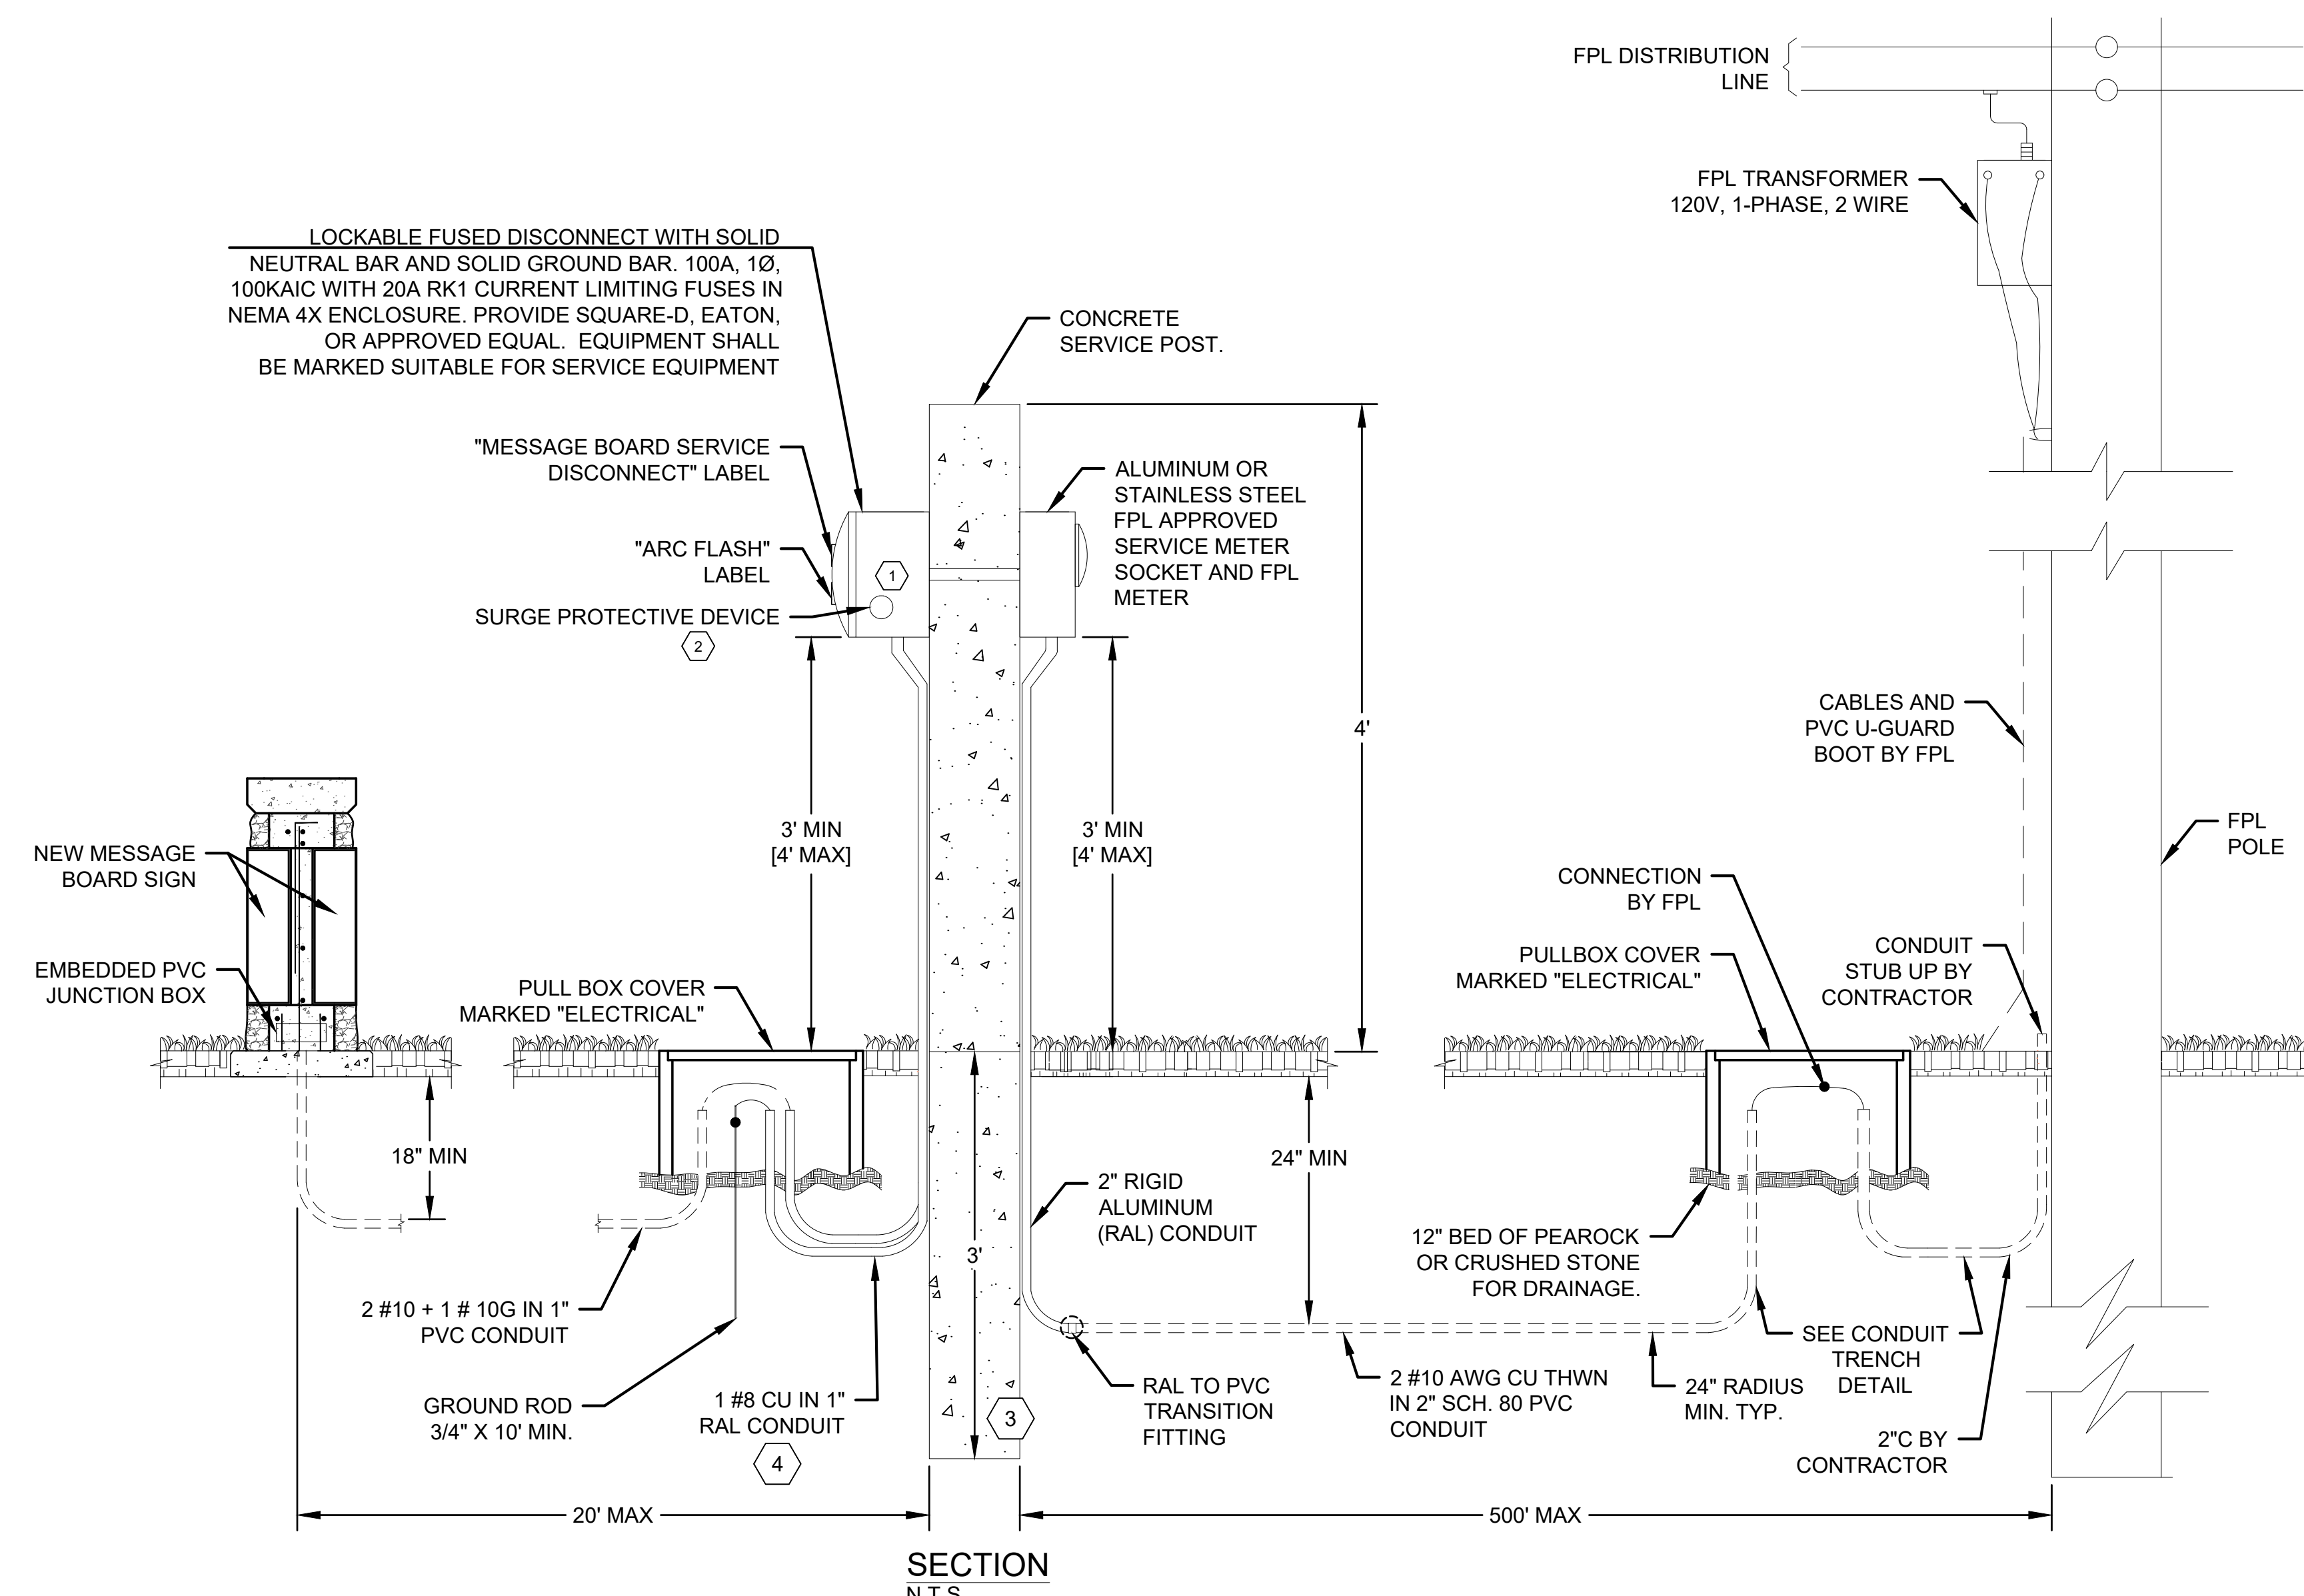 FPL DISTRIBUTION
LINE
FPL TRANSFORMER
120V, 1-PHASE, 2 WIRE
LOCKABLE FUSED DISCONNECT WITH SOLID
NEUTRAL BAR AND SOLID GROUND BAR. 100A, 1Ø,
100KAIC WITH 20A RK1 CURRENT LIMITING FUSES IN
NEMA 4X ENCLOSURE. PROVIDE SQUARE-D, EATON,
OR APPROVED EQUAL. EQUIPMENT SHALL
BE MARKED SUITABLE FOR SERVICE EQUIPMENT
CONCRETE
SERVICE POST.
"MESSAGE BOARD SERVICE
DISCONNECT" LABEL
ALUMINUM OR
STAINLESS STEEL
FPL APPROVED
SERVICE METER
SOCKET AND FPL
METER
"ARC FLASH"
LABEL
1
SURGE PROTECTIVE DEVICE
2
4'
CABLES AND
PVC U-GUARD
BOOT BY FPL
3' MIN
[4' MAX]
3' MIN
[4' MAX]
FPL
POLE
NEW MESSAGE
BOARD SIGN
CONNECTION
BY FPL
EMBEDDED PVC
JUNCTION BOX
PULL BOX COVER
MARKED "ELECTRICAL"
PULLBOX COVER
MARKED "ELECTRICAL"
CONDUIT
STUB UP BY
CONTRACTOR
18" MIN
24" MIN
2" RIGID
ALUMINUM
(RAL) CONDUIT
3'
12" BED OF PEAROCK
OR CRUSHED STONE
FOR DRAINAGE.
2 #10 + 1 # 10G IN 1"
PVC CONDUIT
SEE CONDUIT
TRENCH
DETAIL
GROUND ROD
3/4" X 10' MIN.
1 #8 CU IN 1"
RAL CONDUIT
4
3
RAL TO PVC
TRANSITION
FITTING
2 #10 AWG CU THWN
IN 2" SCH. 80 PVC
CONDUIT
24" RADIUS
MIN. TYP.
2"C BY
CONTRACTOR
20' MAX
500' MAX
SECTION
N.T.S.